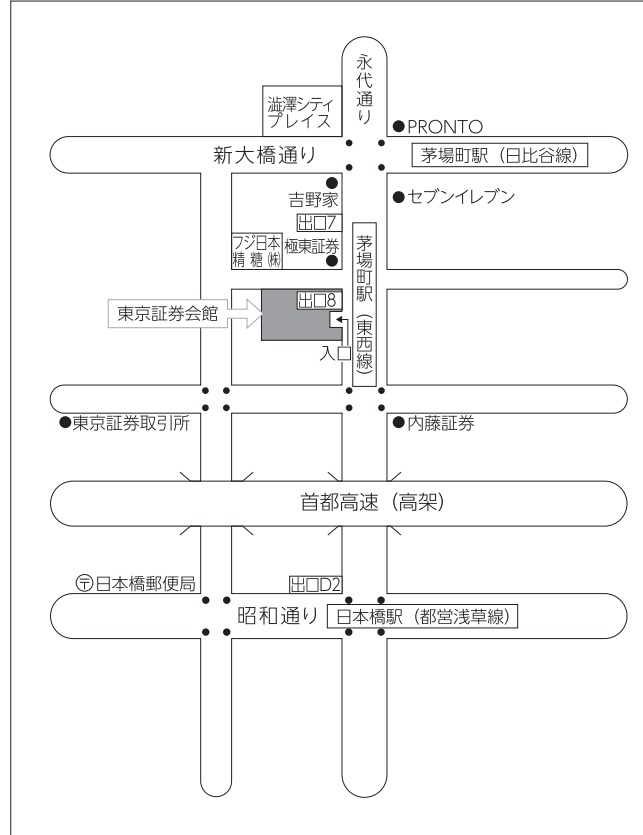 永代通り
澁澤シティ
プレイス
●PRONTO
新大橋通り
茅場町駅（日比谷線）
吉野家
●セブンイレブン
出口7
フジ日本
精糖㈱
極東証券
茅場町駅（東西線）
出口8
東京証券会館
入口
●東京証券取引所
●内藤証券
首都高速（高架）
〶日本橋郵便局
出口D2
昭和通り
日本橋駅（都営浅草線）